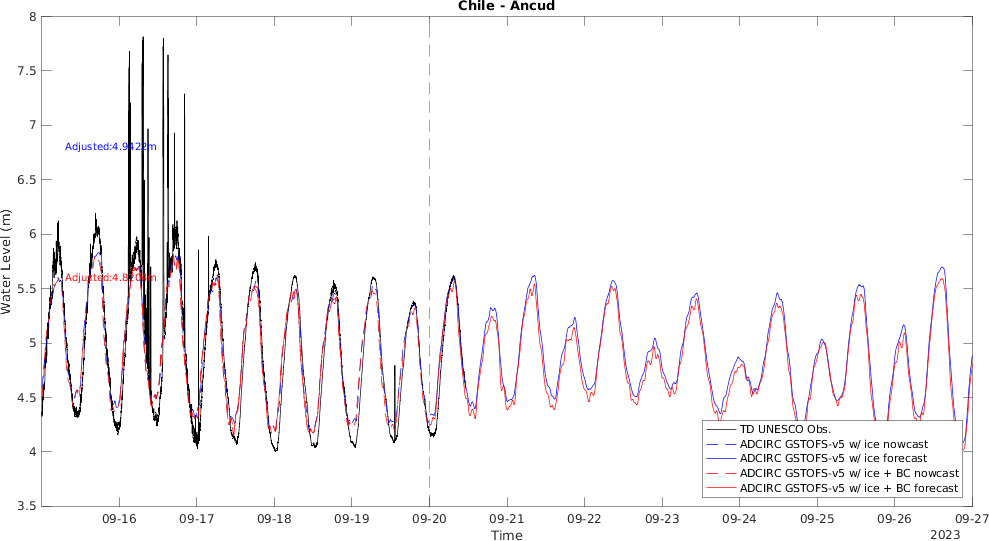 Chile - Ancud
8
7.5
7
6.5
6
5.5
5
4.5
4
3.5
Water Level (m)
Adjusted:4.9422m
TD UNESCO Obs.
ADCIRC GSTOFS-v5 w/ ice nowcast
ADCIRC GSTOFS-v5 w/ ice forecast
ADCIRC GSTOFS-v5 w/ ice + BC nowcast
ADCIRC GSTOFS-v5 w/ ice + BC forecast
09-16 09-17 09-18 09-19 09-20 09-21 09-22 09-23 09-24 09-25 09-26 09-27
Time
2023